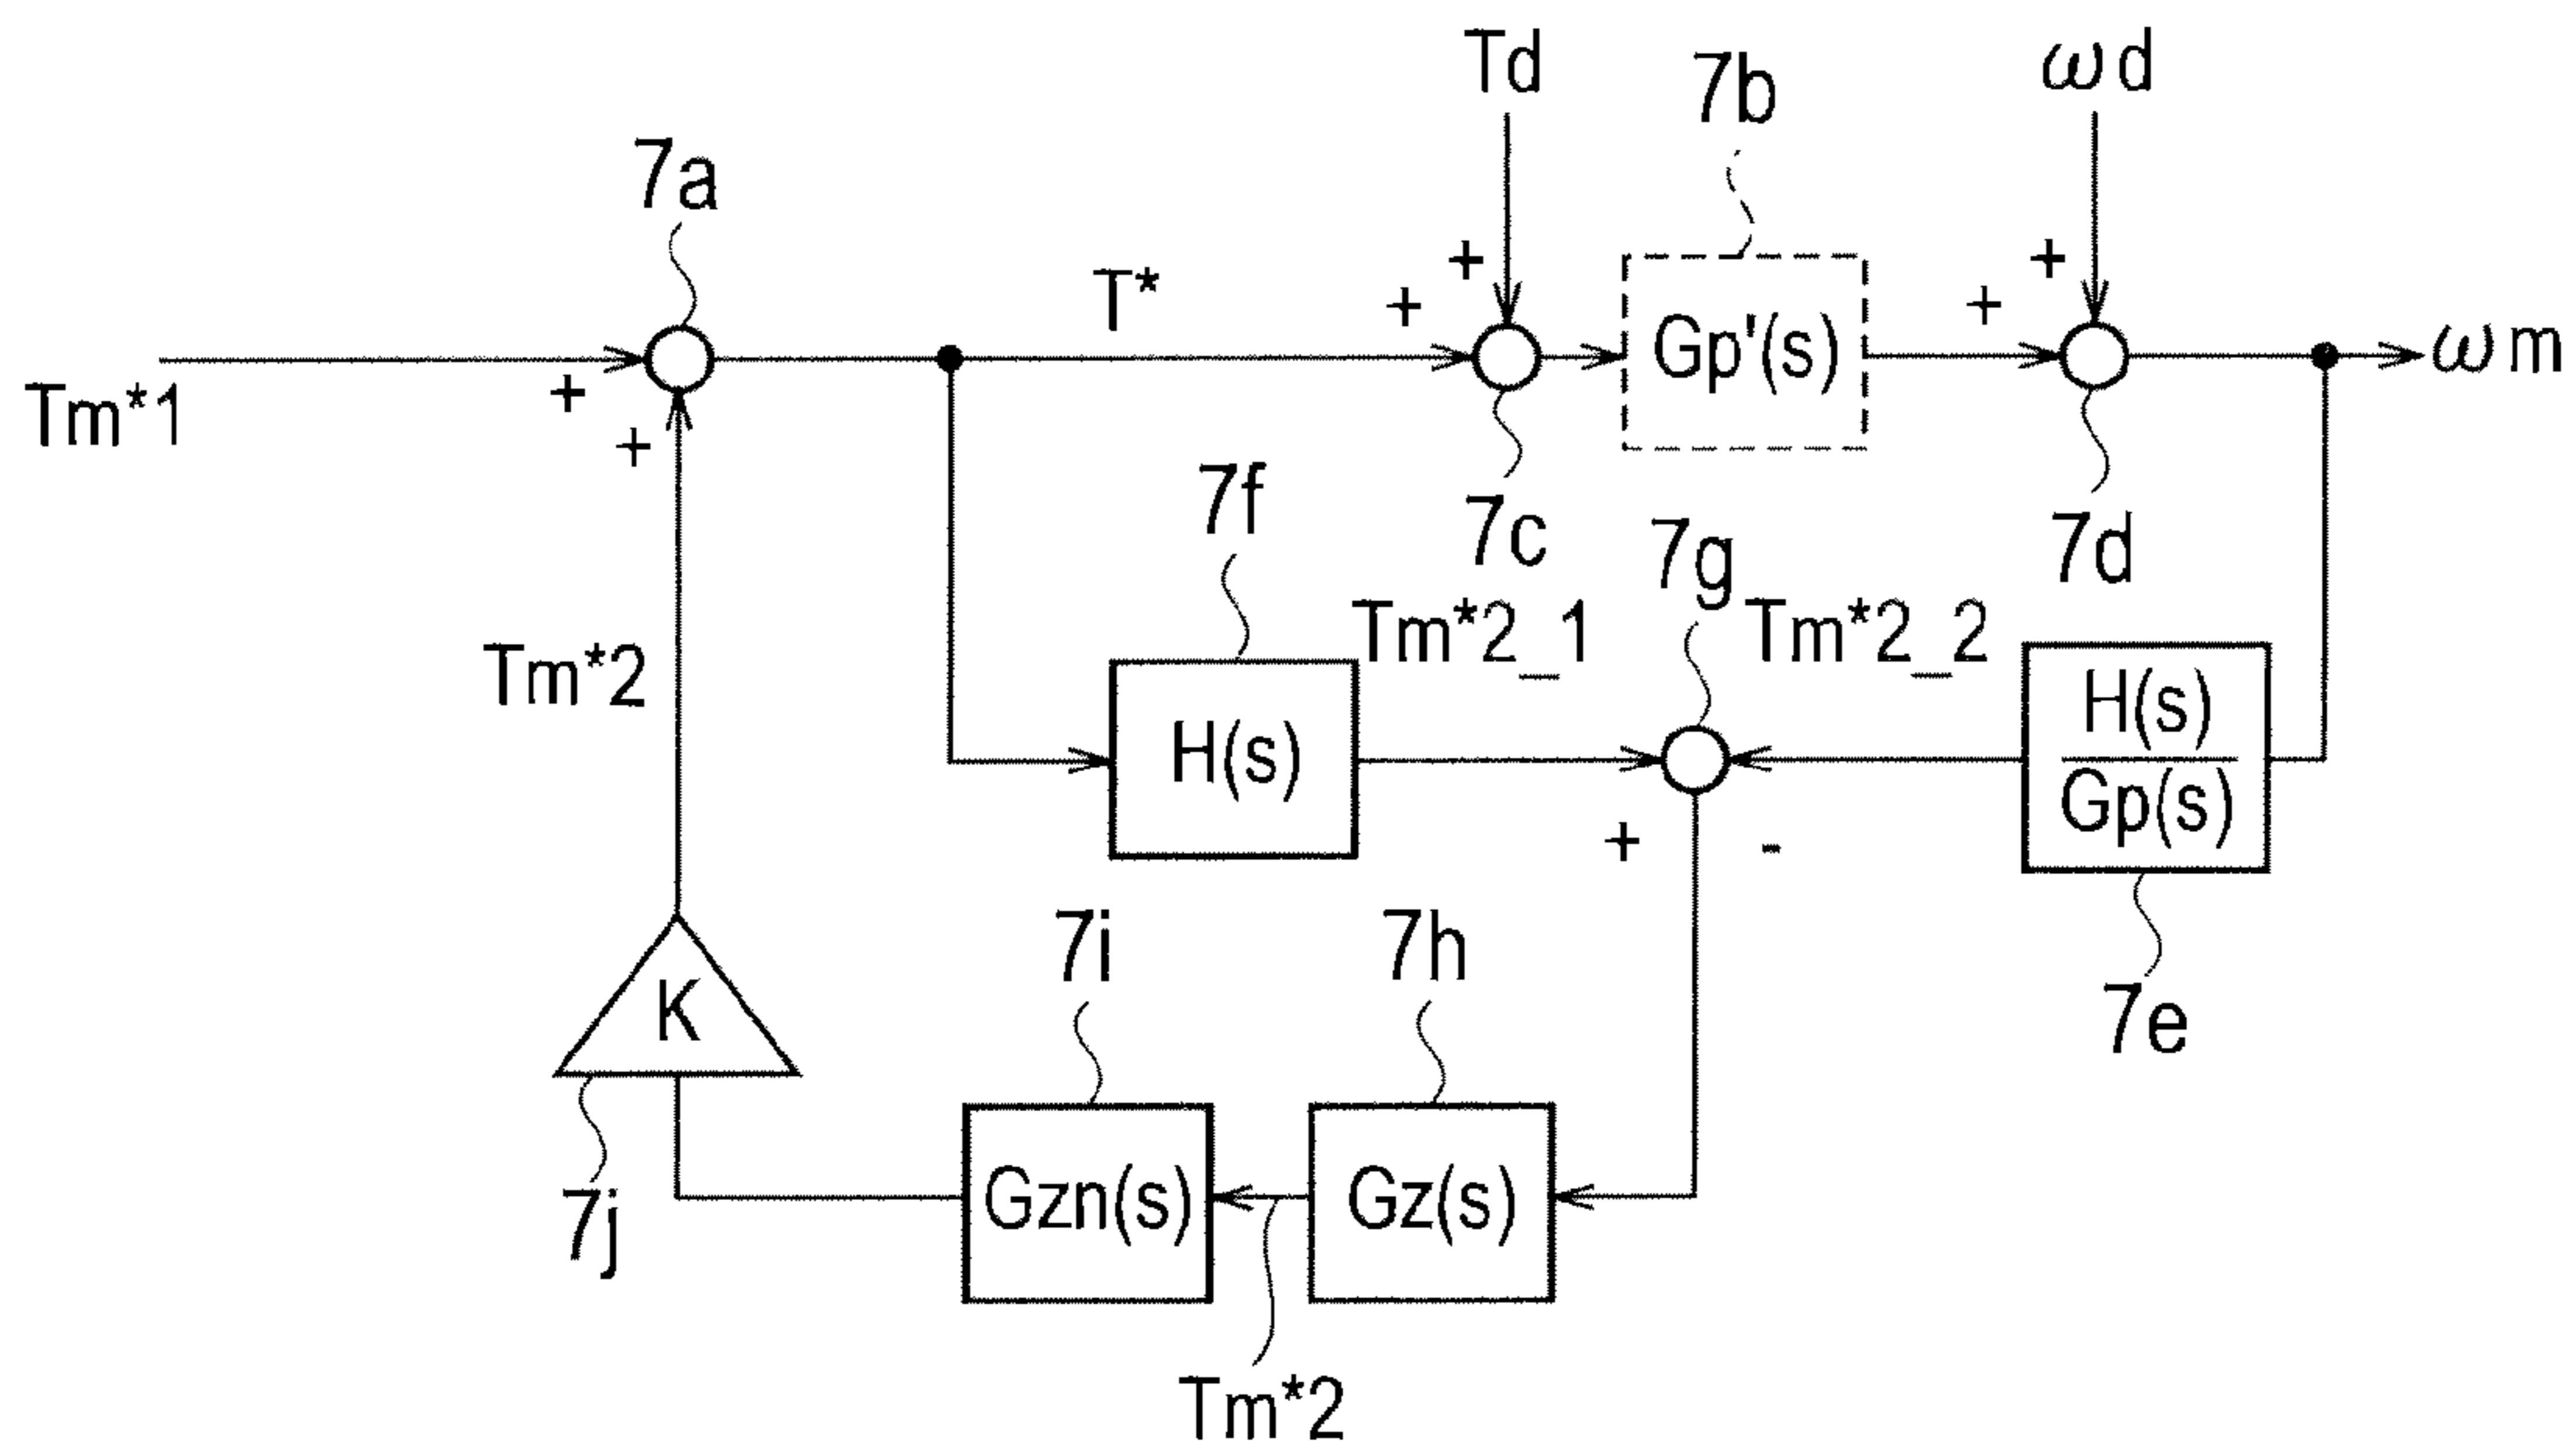 Td
7b
ωd
7a
+
+
T*
+
+
Gp'(s)
+
ωm
Tm*1
+
+
7f
7c
7g
7d
Tm*2
Tm*2_1
Tm*2_2
H(s)
H(s)
Gp(s)
+
-
7i
7h
K
7e
Gzn(s)
Gz(s)
7j
Tm*2